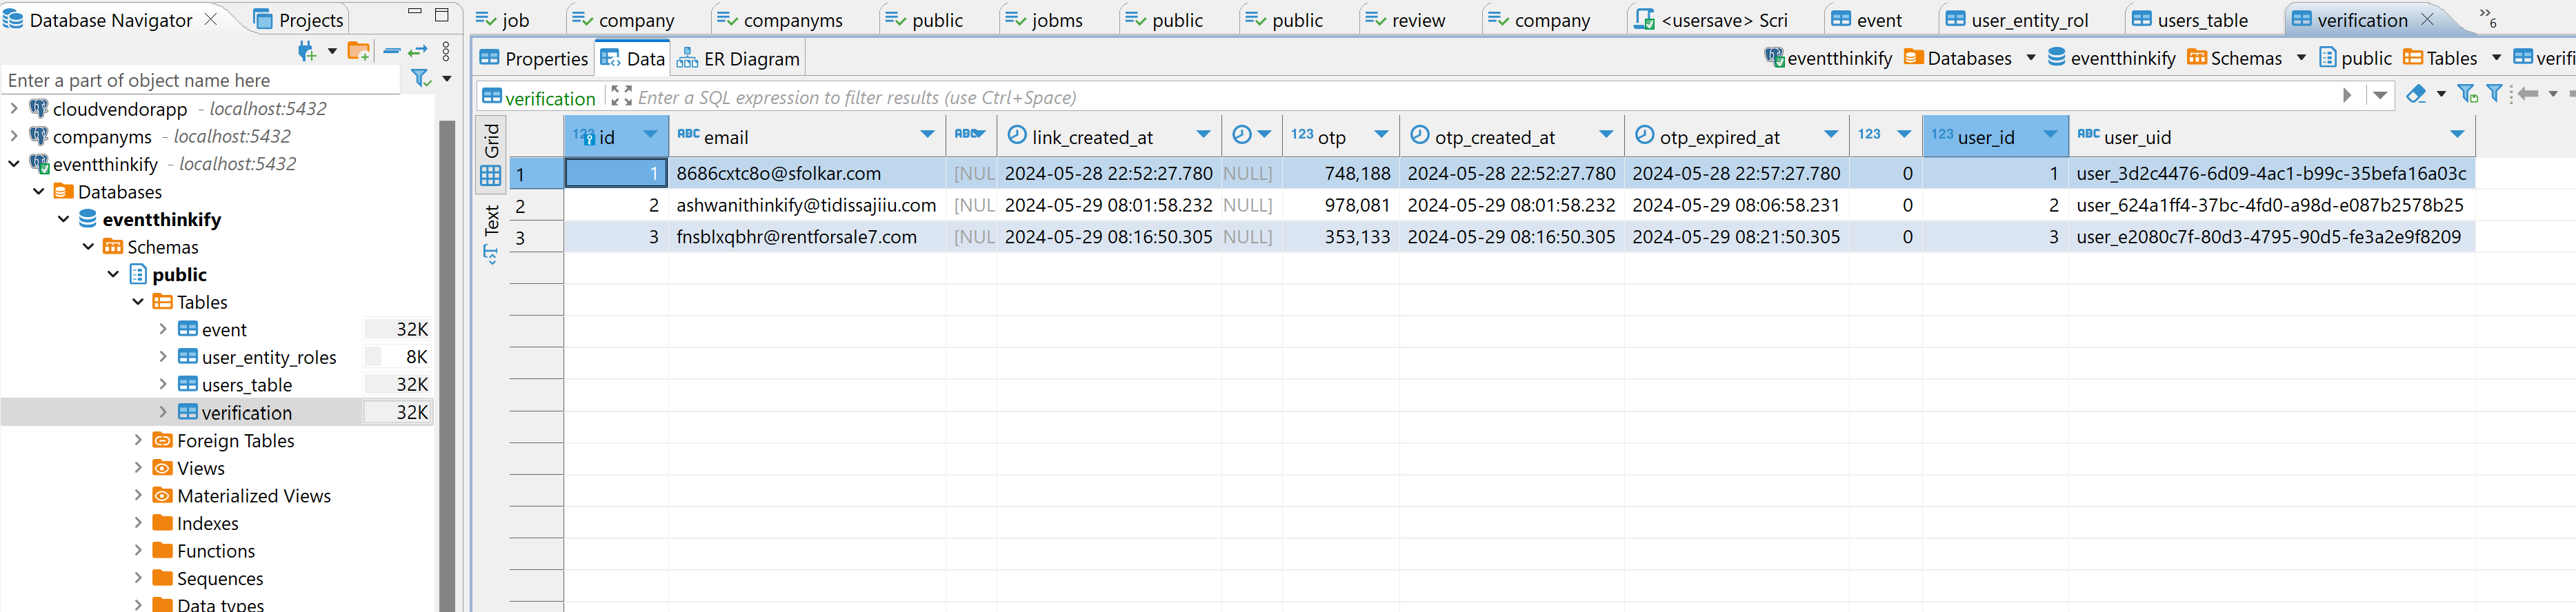 Database Navigator Projects
job company companyms public jobms public public review company <usersave> Scri event user_entity_rol users_table verification »6
Properties Data ER Diagram eventthinkify Databases eventthinkify Schemas public Tables verifi
Enter a part of object name here
verification Enter a SQL expression to filter results (use Ctrl+Space)
cloudvendorapp - localhost:5432
companyms - localhost:5432
eventthinkify - localhost:5432
Databases
eventthinkify
Schemas
public
Tables
event 32K
user_entity_roles 8K
users_table 32K
verification 32K
Foreign Tables
Views
Materialized Views
Indexes
Functions
Sequences
Data types
Grid
Text
123 id ABC email ABC link_created_at 123 otp otp_created_at otp_expired_at 123 123 user_id ABC user_uid
1 1 8686cxtc8o@sfolkar.com [NUL 2024-05-28 22:52:27.780 NULL] 748,188 2024-05-28 22:52:27.780 2024-05-28 22:57:27.780 0 1 user_3d2c4476-6d09-4ac1-b99c-35befa16a03c
2 2 ashwanithinkify@tidissajiiu.com [NUL 2024-05-29 08:01:58.232 NULL] 978,081 2024-05-29 08:01:58.232 2024-05-29 08:06:58.231 0 2 user_624a1ff4-37bc-4fd0-a98d-e087b2578b25
3 3 fnsblxqbhr@rentforsale7.com [NUL 2024-05-29 08:16:50.305 NULL] 353,133 2024-05-29 08:16:50.305 2024-05-29 08:21:50.305 0 3 user_e2080c7f-80d3-4795-90d5-fe3a2e9f8209